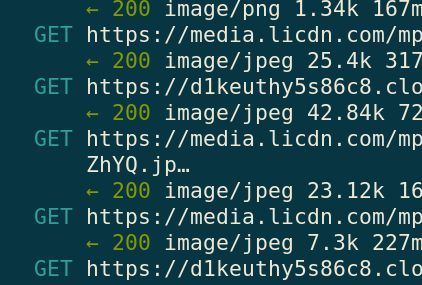 ← 200 image/png 1.34k 167m
GET https://media.licdn.com/mp
← 200 image/jpeg 25.4k 317
GET https://d1keuthy5s86c8.clo
← 200 image/jpeg 42.84k 72
GET https://media.licdn.com/mp
ZhYQ.jp…
← 200 image/jpeg 23.12k 16
GET https://media.licdn.com/mp
← 200 image/jpeg 7.3k 227m
GET https://d1keuthy5s86c8.clo